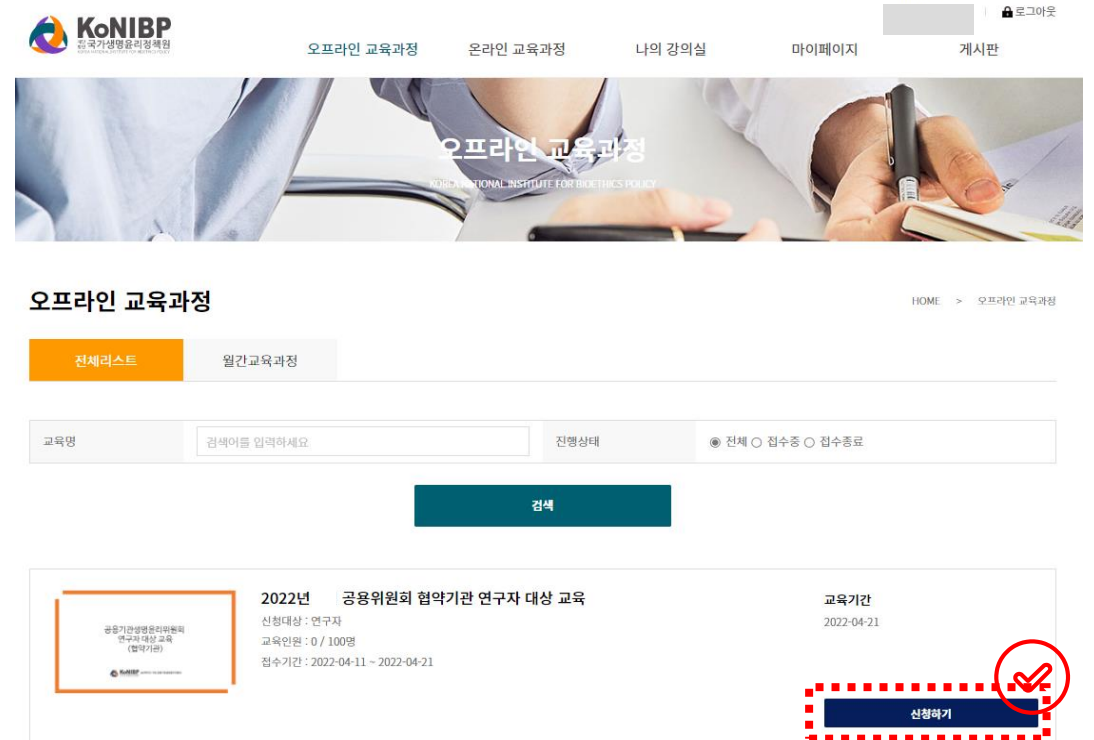 로그아웃
KoNIBP
국가생명윤리정책원
오프라인 교육과정 온라인 교육과정 나의 강의실 마이페이지 게시판
오프라인 교육과정
KOREA NATIONAL INSTITUTE FOR BIOETHICS POLICY
오프라인 교육과정
HOME > 오프라인 교육과정
전체리스트 월간교육과정
교육명 검색어를 입력하세요 진행상태 전체 접수중 접수종료
검색
공용기관생명윤리위원회
연구자 대상 교육
(협약기관)
KoNIBP
2022년 공용위원회 협약기관 연구자 대상 교육
신청대상 : 연구자
교육인원 : 0 / 100명
접수기간 : 2022-04-11 ~ 2022-04-21
교육기간
2022-04-21
신청하기